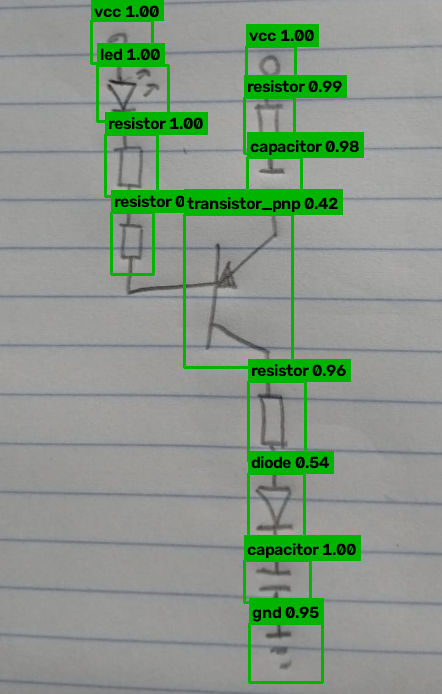 vcc 1.00
vcc 1.00
led 1.00
resistor 0.99
resistor 1.00
capacitor 0.98
resistor 0
transistor_pnp 0.42
resistor 0.96
diode 0.54
capacitor 1.00
gnd 0.95